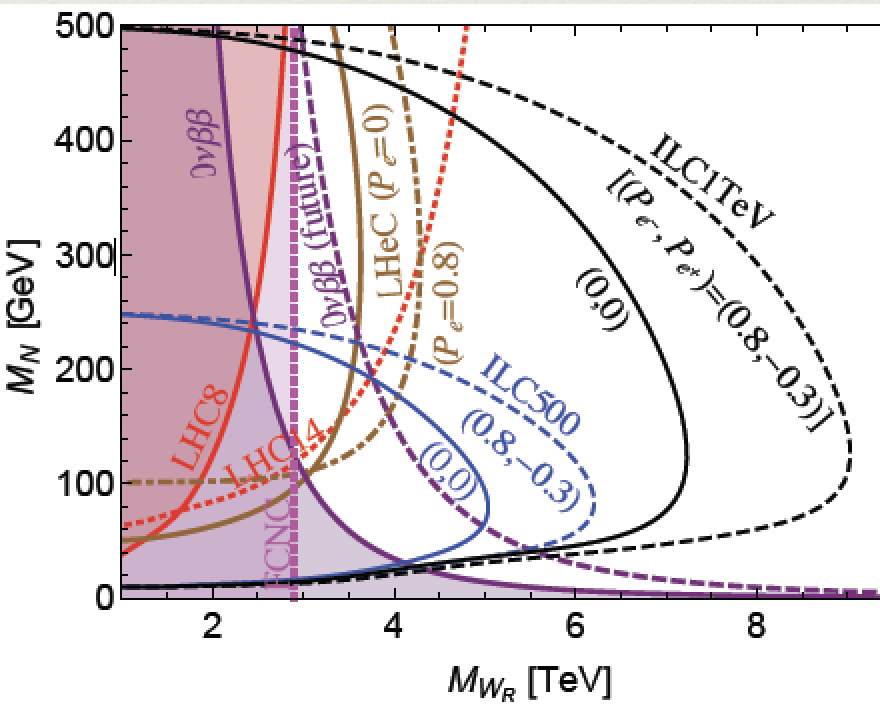 500
400
300
200
100
0
M_N [GeV]
2
4
6
8
M_{W_R} [TeV]
0νββ
0νββ (future)
LHeC (P_e=0)
(P_e=0.8)
ILC1TeV
[(P_{e^-}, P_{e^+})=(0.8,-0.3)]
(0,0)
ILC500
(0.8,-0.3)
(0,0)
LHC8
LHC14
FCNC